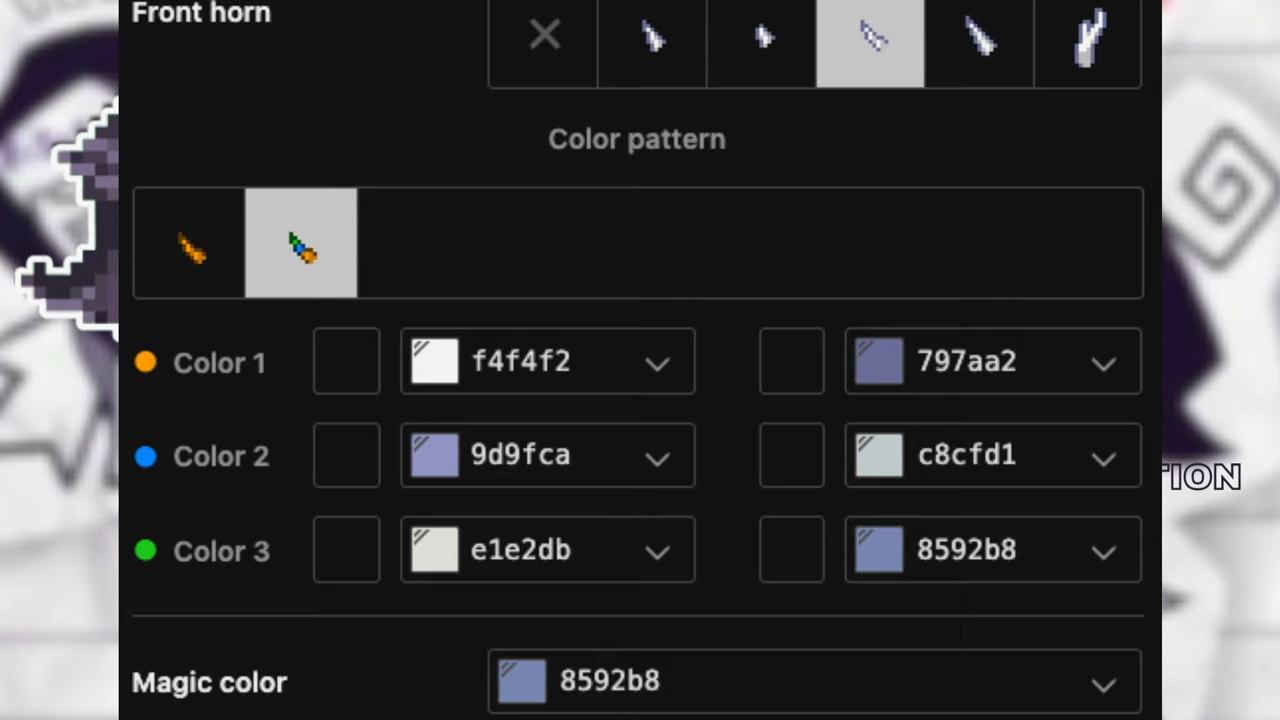 Front horn
Color pattern
Color 1 f4f4f2 797aa2
Color 2 9d9fca c8cfd1
TION
Color 3 e1e2db 8592b8
Magic color 8592b8